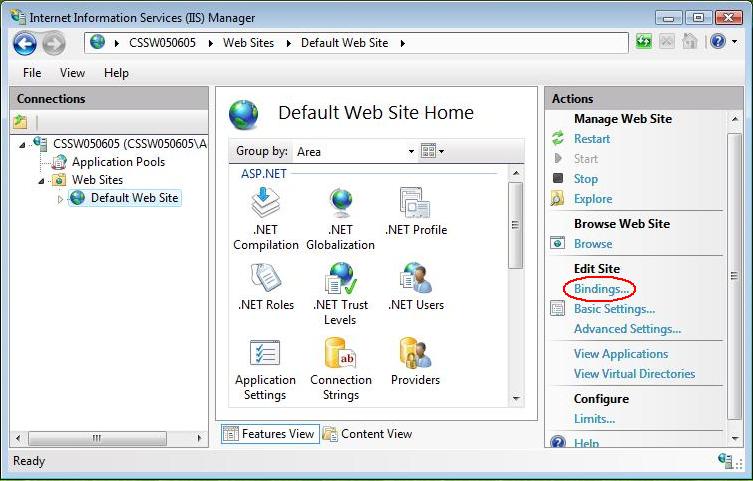 Internet Information Services (IIS) Manager
CSSW050605 Web Sites Default Web Site
File View Help
Connections
CSSW050605 (CSSW050605\A
Application Pools
Web Sites
Default Web Site
Default Web Site Home
Group by: Area
ASP.NET
.NET Compilation
.NET Globalization
.NET Profile
.NET Roles
.NET Trust Levels
.NET Users
Application Settings
Connection Strings
ab
Providers
Features View Content View
Actions
Manage Web Site
Restart
Start
Stop
Explore
Browse Web Site
Browse
Edit Site
Bindings...
Basic Settings...
Advanced Settings...
View Applications
View Virtual Directories
Configure
Limits...
Help
Ready